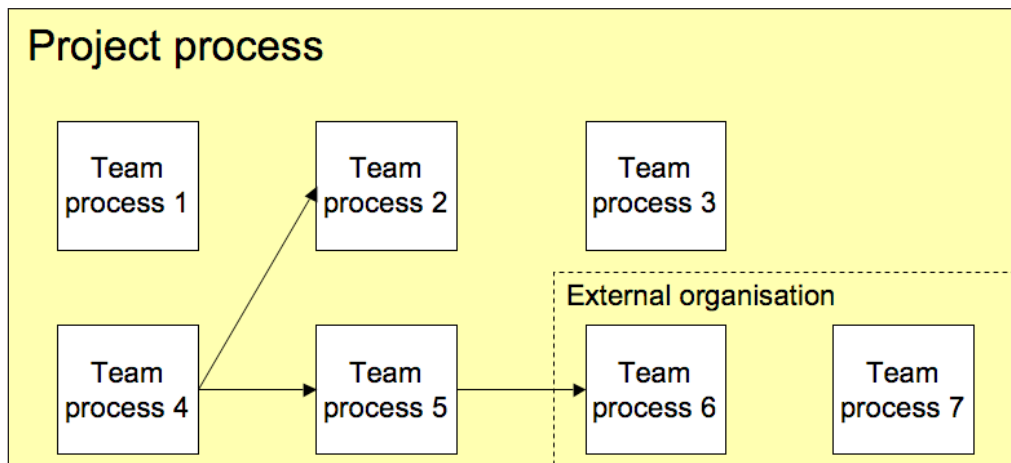 Project process
Team
process 1
Team
process 2
Team
process 3
External organisation
Team
process 4
Team
process 5
Team
process 6
Team
process 7